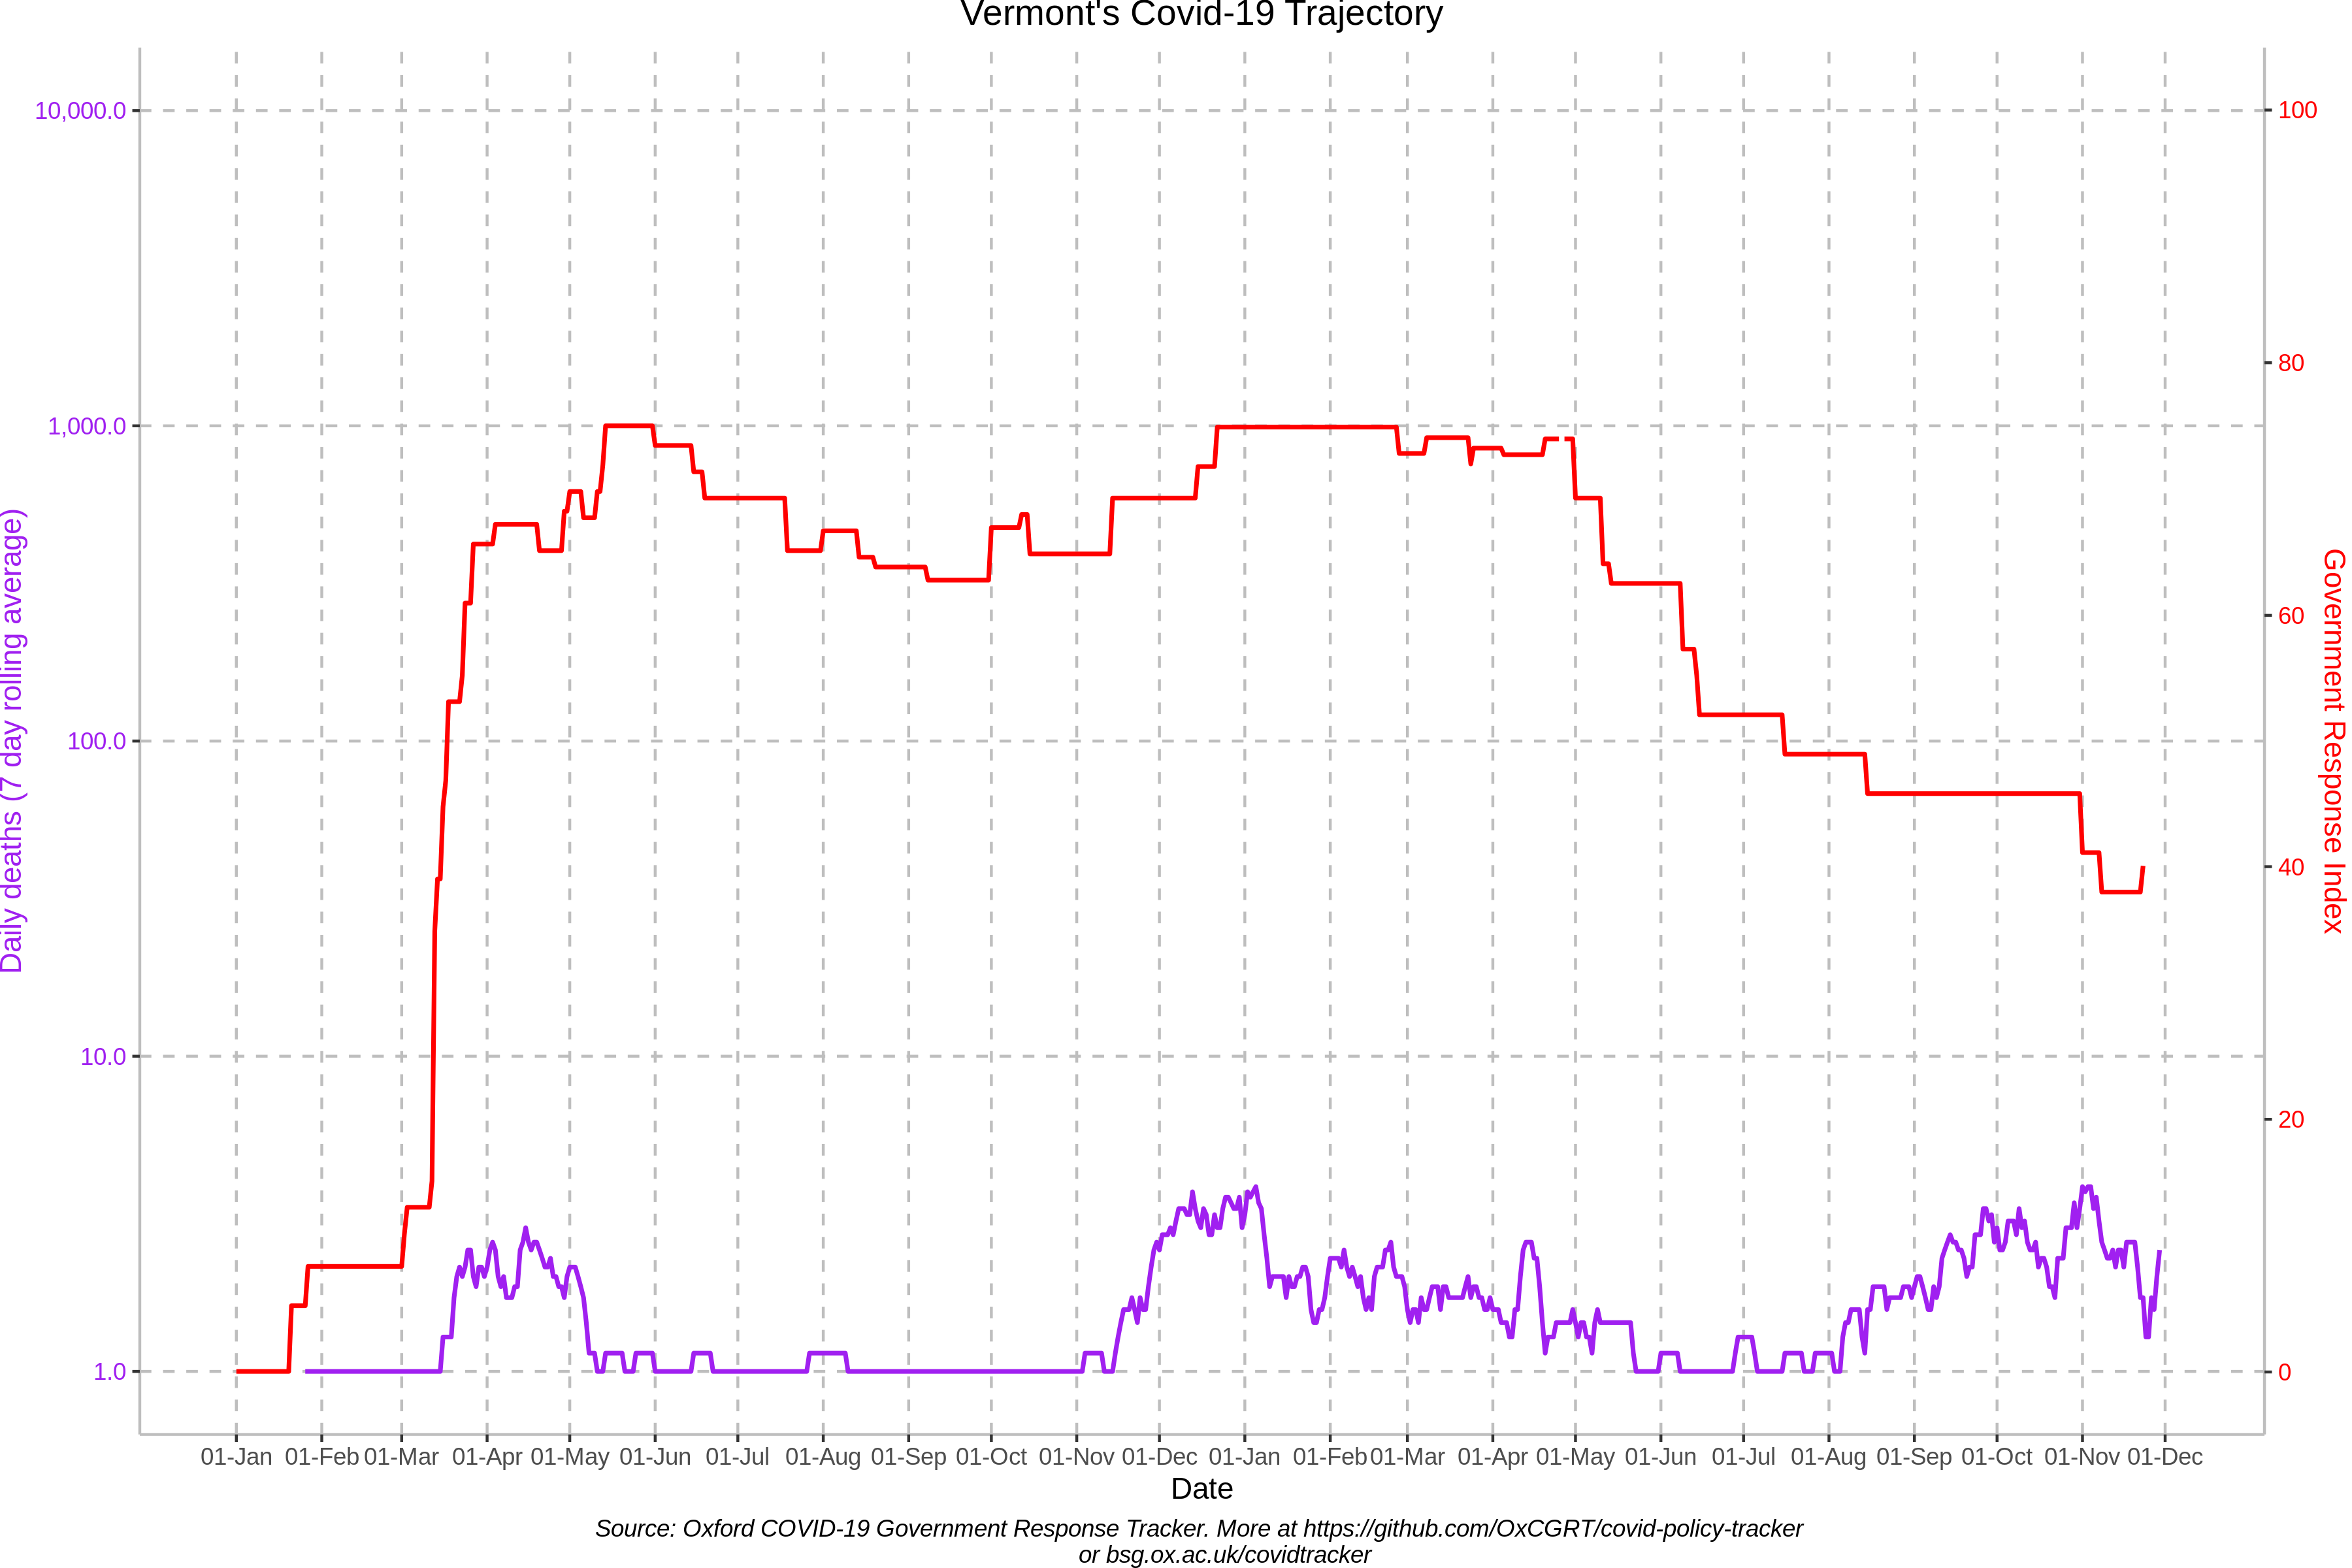 Vermont's Covid-19 Trajectory
10,000.0
1,000.0
100.0
10.0
1.0
Daily deaths (7 day rolling average)
100
80
60
40
20
0
Government Response Index
01-Jan 01-Feb 01-Mar 01-Apr 01-May 01-Jun 01-Jul 01-Aug 01-Sep 01-Oct 01-Nov 01-Dec 01-Jan 01-Feb 01-Mar 01-Apr 01-May 01-Jun 01-Jul 01-Aug 01-Sep 01-Oct 01-Nov 01-Dec
Date
Source: Oxford COVID-19 Government Response Tracker. More at https://github.com/OxCGRT/covid-policy-tracker
or bsg.ox.ac.uk/covidtracker